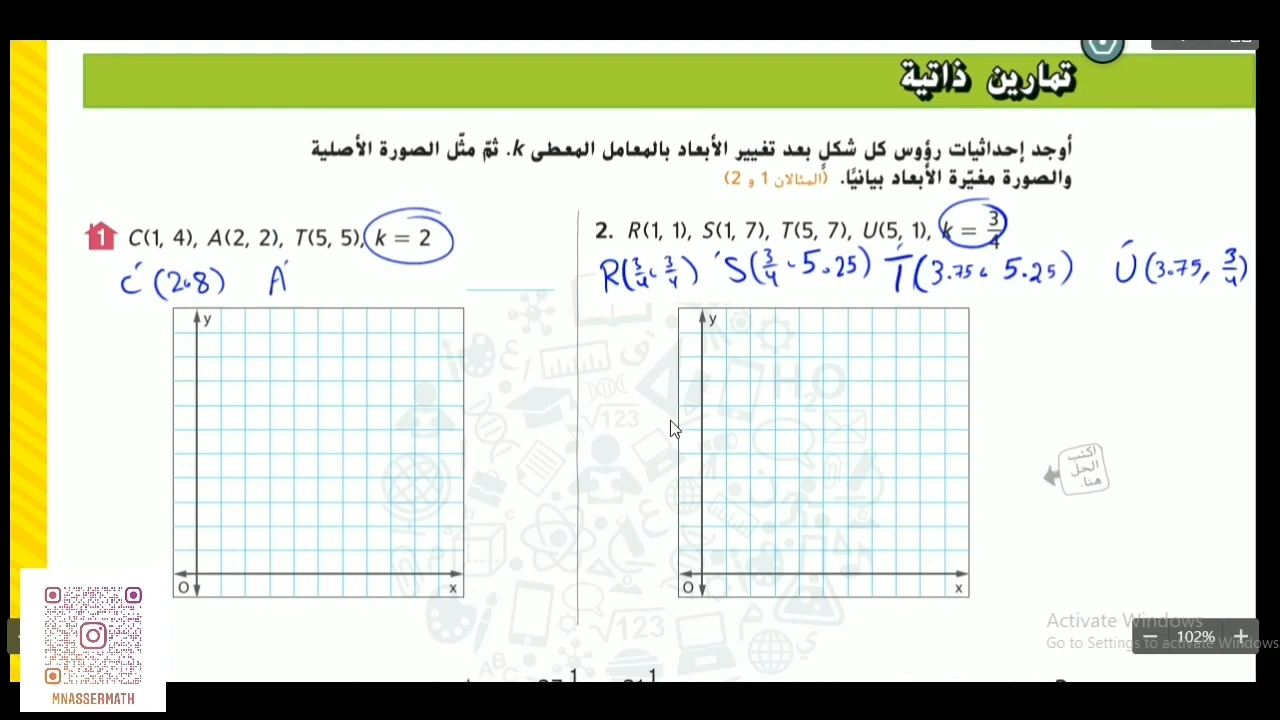 تمارين ذاتية
أوجد إحداثيات رؤوس كل شكلٍ بعد تغيير الأبعاد بالمعامل المعطى k. ثمّ مثّل الصورة الأصلية
والصورة مغيّرة الأبعاد بيانيًا. (المثالان 1 و 2)
1 C(1, 4), A(2, 2), T(5, 5), k = 2
C´ (2، 8) A´
2. R(1, 1), S(1, 7), T(5, 7), U(5, 1), k = 3/4
R(3/4، 3/4) ´S(3/4، 5.25) T´(3.75، 5.25) U´(3.75, 3/4)
y
O
x
y
O
x
اكتب
الحل
هنا.
Activate Windows
Go to Settings to activate Windows
102%
MNASSERMATH